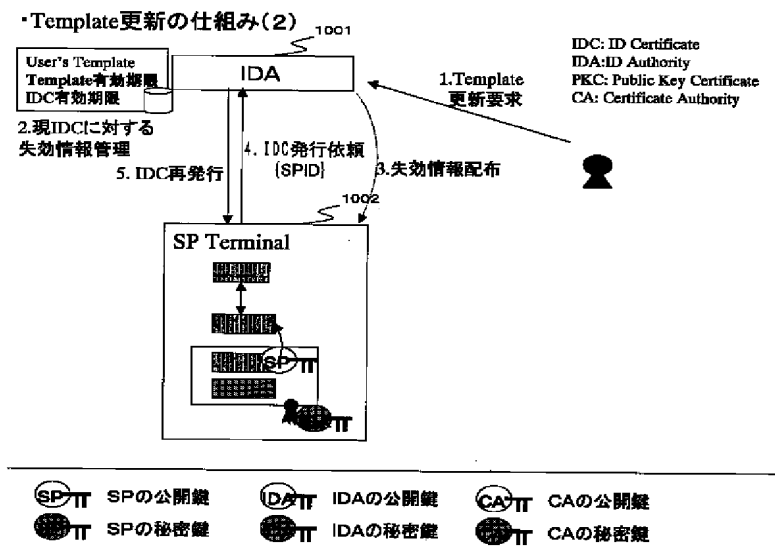 ・Template更新の仕組み(2)
1001
User's Template
Template有効期限
IDC有効期限
IDA
IDC: ID Certificate
IDA:ID Authority
PKC: Public Key Certificate
CA: Certificate Authority
1.Template
更新要求
2.現IDCに対する
失効情報管理
4. IDC発行依頼
{SPID}
5. IDC再発行
3.失効情報配布
1002
SP Terminal
SP
SP SPの公開鍵
IDA IDAの公開鍵
CA CAの公開鍵
SPの秘密鍵
IDAの秘密鍵
CAの秘密鍵